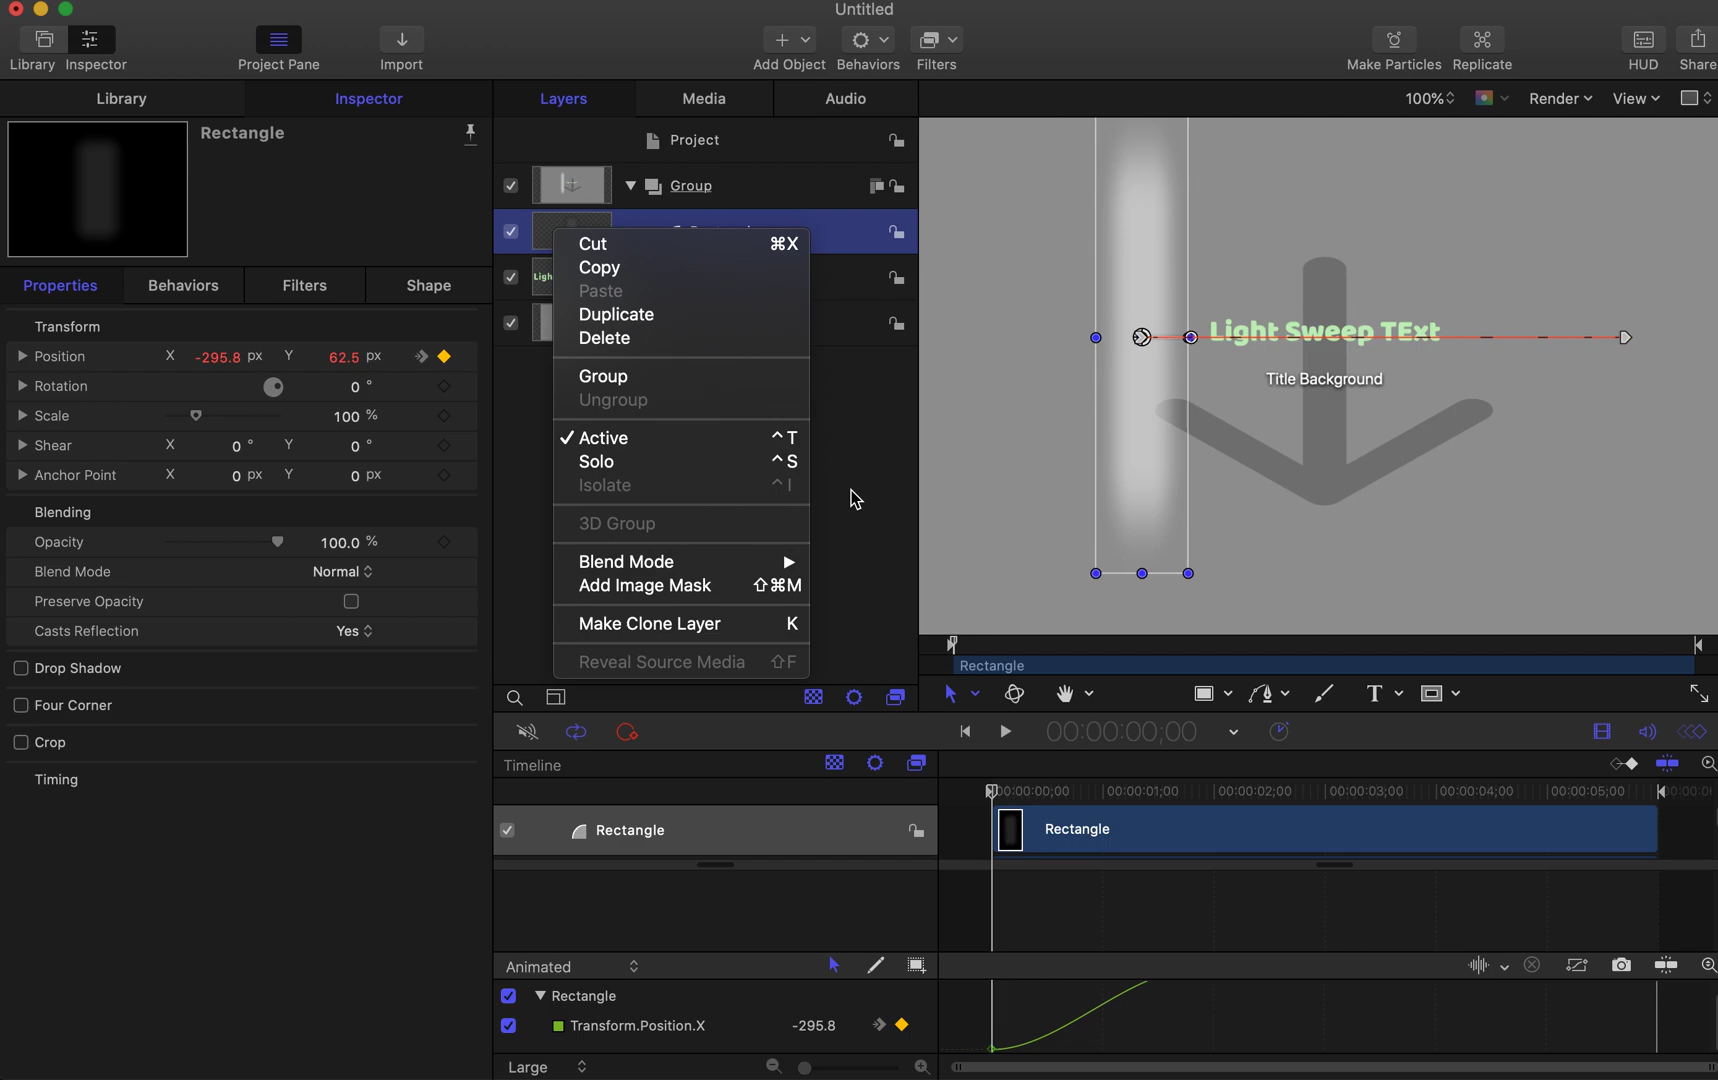 Untitled
Library
Inspector
Project Pane
Import
Add Object
Behaviors
Filters
Make Particles
Replicate
HUD
Share
Library
Inspector
Layers
Media
Audio
100%
Render
View
Rectangle
Project
Group
Properties
Behaviors
Filters
Shape
Transform
Position X -295.8 px Y 62.5 px
Rotation 0 °
Scale 100 %
Shear X 0 ° Y 0 °
Anchor Point X 0 px Y 0 px
Blending
Opacity 100.0 %
Blend Mode Normal
Preserve Opacity
Casts Reflection Yes
Drop Shadow
Four Corner
Crop
Timing
Ligh
Cut ⌘X
Copy
Paste
Duplicate
Delete
Group
Ungroup
✓ Active ^T
Solo ^S
Isolate ^I
3D Group
Blend Mode ▶
Add Image Mask ⇧⌘M
Make Clone Layer K
Reveal Source Media ⇧F
Light Sweep TExt
Title Background
Rectangle
T
00:00:00;00
Timeline
00:00:00;00 00:00:01;00 00:00:02;00 00:00:03;00 00:00:04;00 00:00:05;00
Rectangle
Rectangle
Animated
Rectangle
Transform.Position.X -295.8
Large